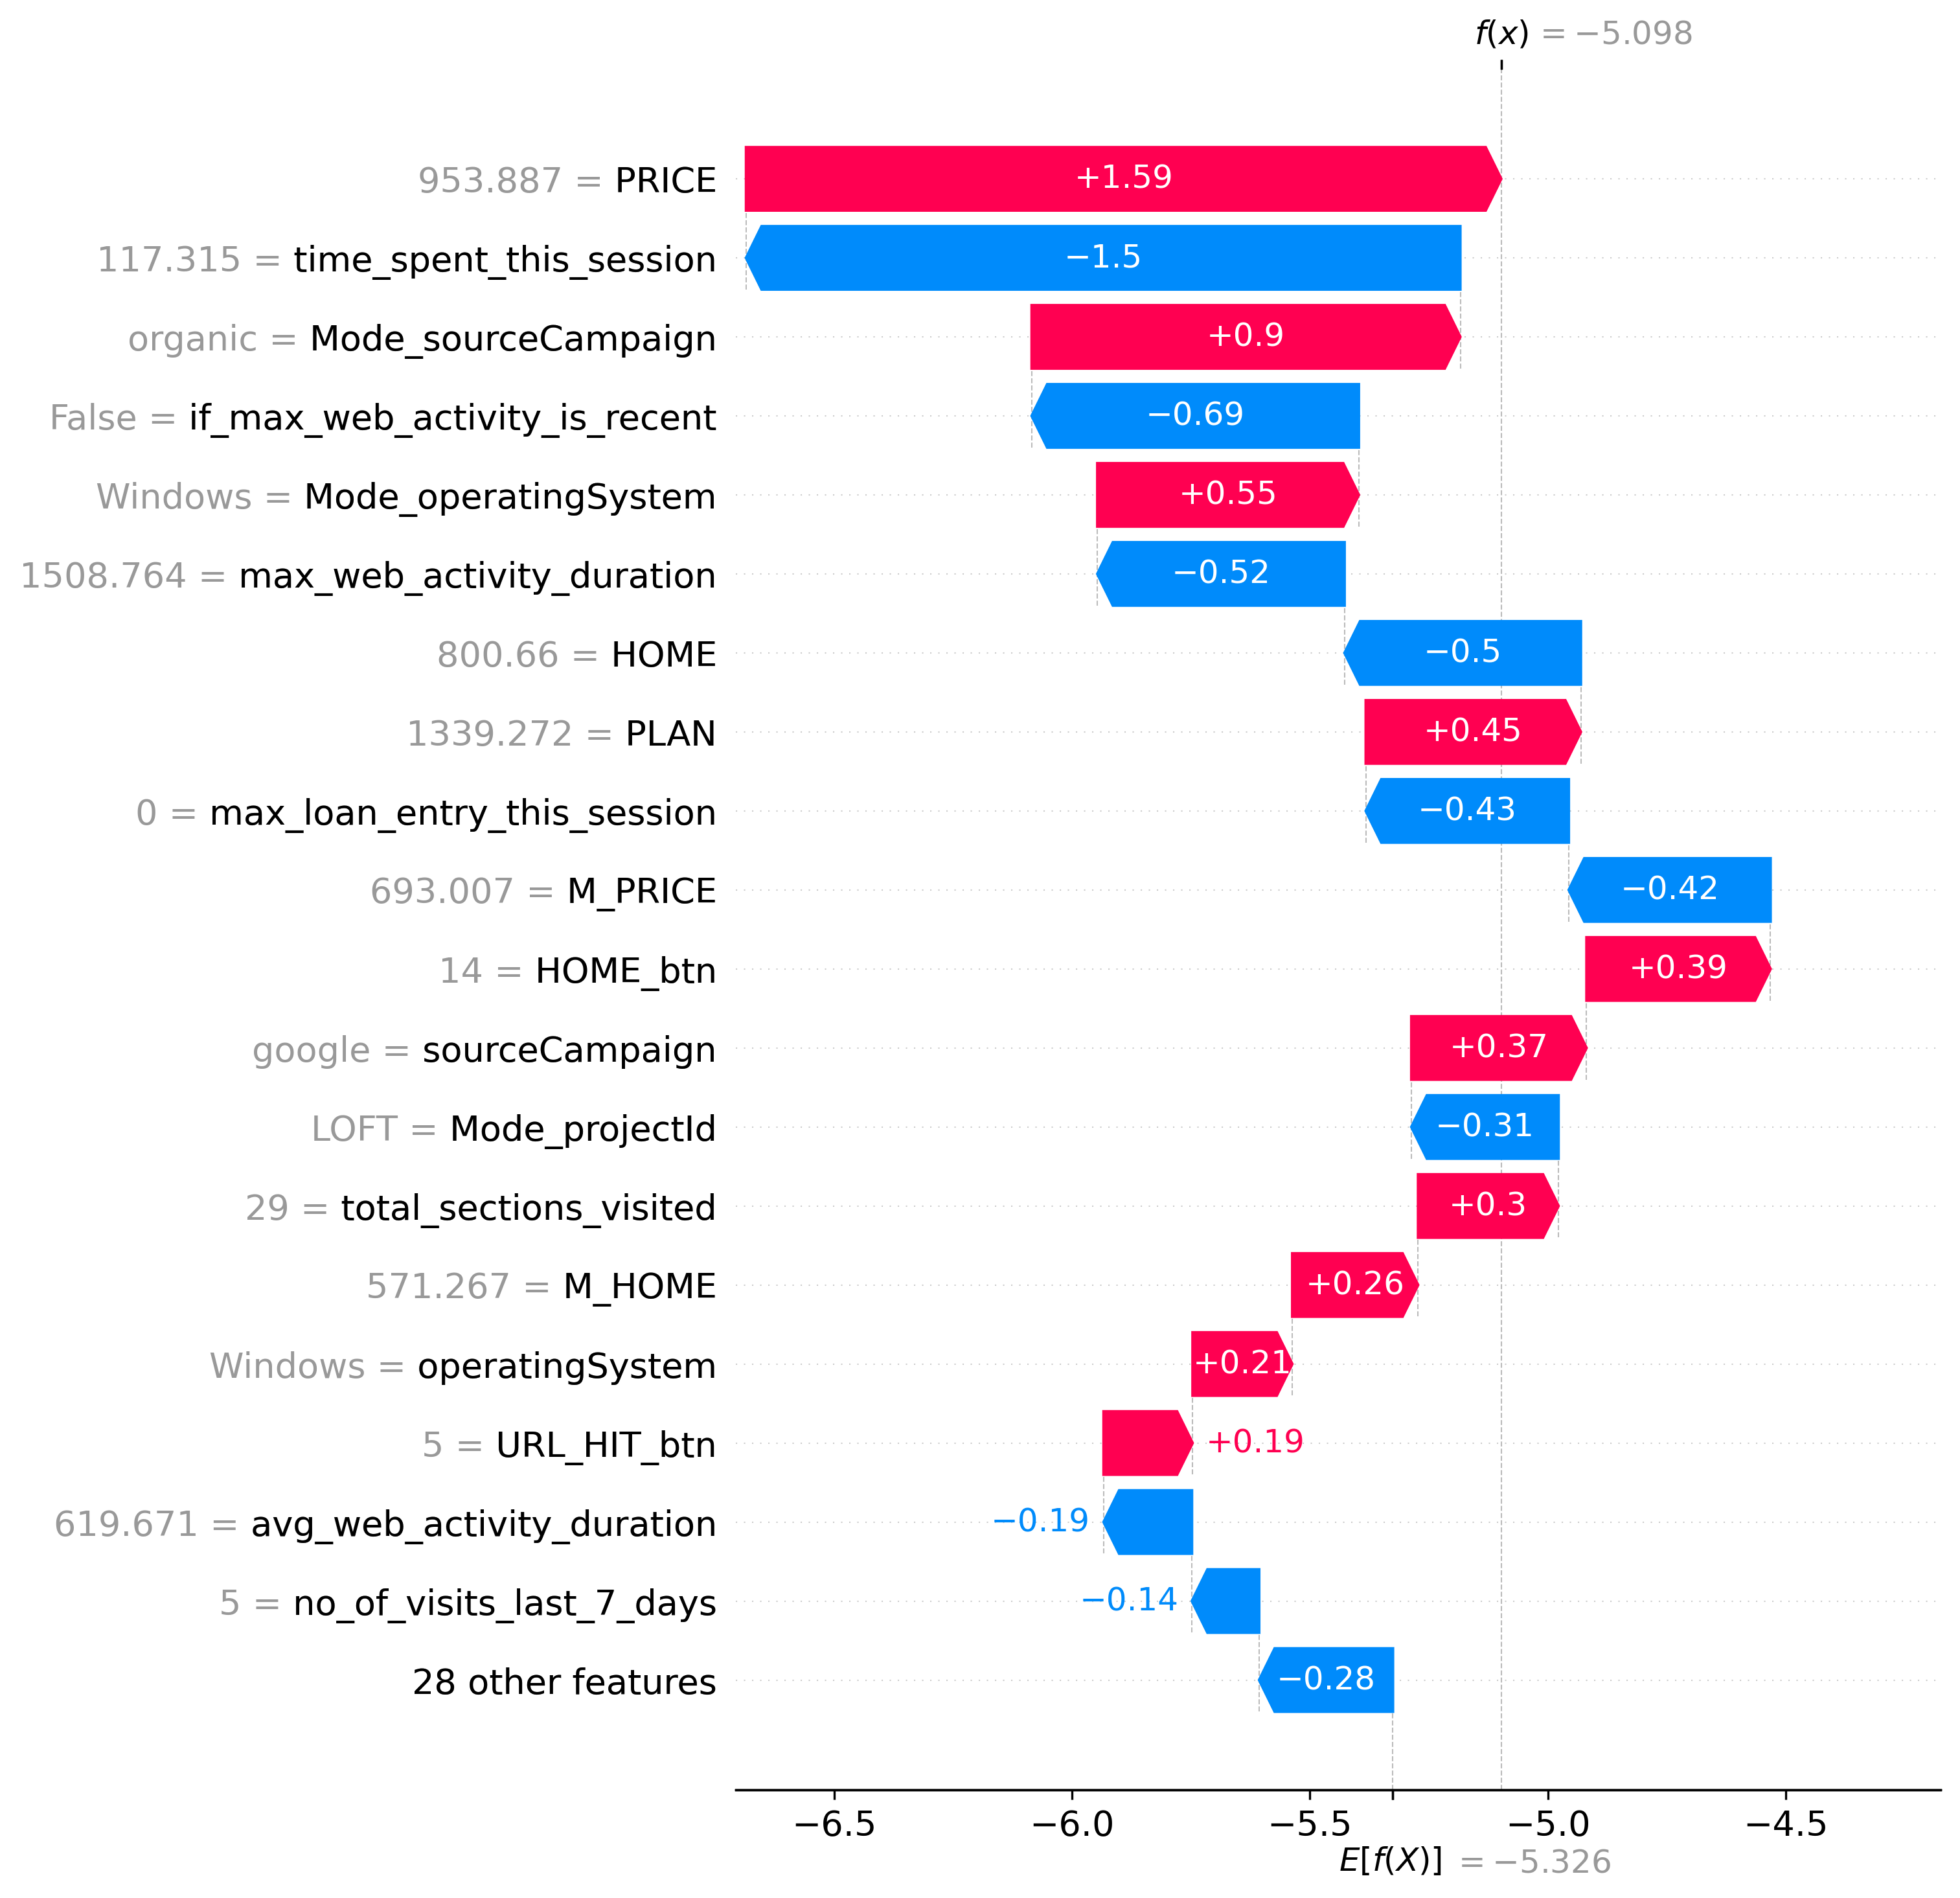 f(x) = −5.098
953.887 = PRICE +1.59
117.315 = time_spent_this_session −1.5
organic = Mode_sourceCampaign +0.9
False = if_max_web_activity_is_recent −0.69
Windows = Mode_operatingSystem +0.55
1508.764 = max_web_activity_duration −0.52
800.66 = HOME −0.5
1339.272 = PLAN +0.45
0 = max_loan_entry_this_session −0.43
693.007 = M_PRICE −0.42
14 = HOME_btn +0.39
google = sourceCampaign +0.37
LOFT = Mode_projectId −0.31
29 = total_sections_visited +0.3
571.267 = M_HOME +0.26
Windows = operatingSystem +0.21
5 = URL_HIT_btn +0.19
619.671 = avg_web_activity_duration −0.19
5 = no_of_visits_last_7_days −0.14
28 other features −0.28
−6.5 −6.0 −5.5 −5.0 −4.5
E[f(X)] = −5.326